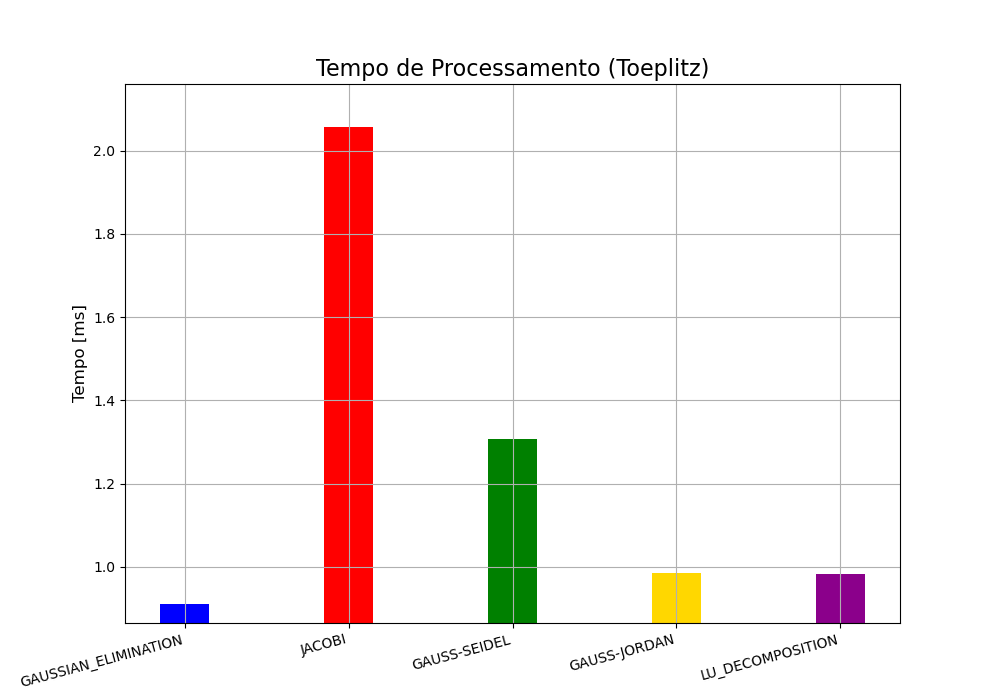 Tempo de Processamento (Toeplitz)
Tempo [ms]
2.0
1.8
1.6
1.4
1.2
1.0
GAUSSIAN_ELIMINATION
JACOBI
GAUSS-SEIDEL
GAUSS-JORDAN
LU_DECOMPOSITION